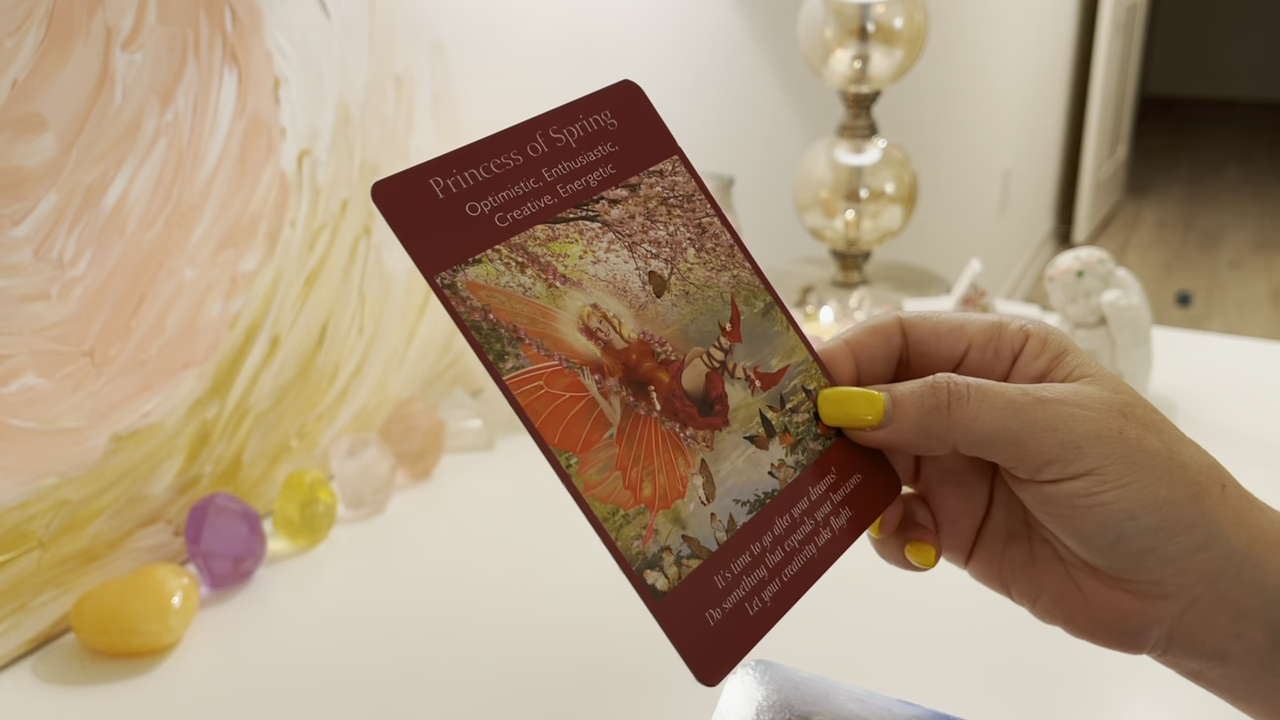 Princess of Spring
Optimistic, Enthusiastic,
Creative, Energetic
It's time to go after your dreams!
Do something that expands your horizons
Let your creativity take flight.